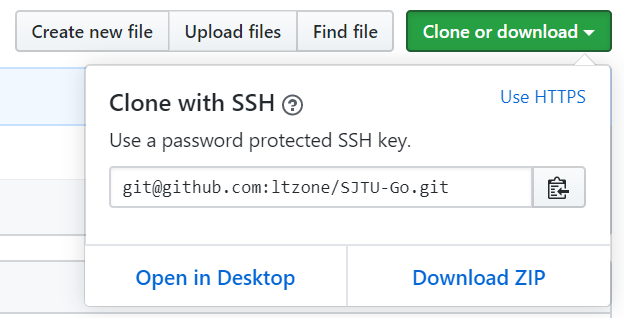 Create new file Upload files Find file Clone or download
Clone with SSH ? Use HTTPS
Use a password protected SSH key.
git@github.com:ltzone/SJTU-Go.git
Open in Desktop Download ZIP